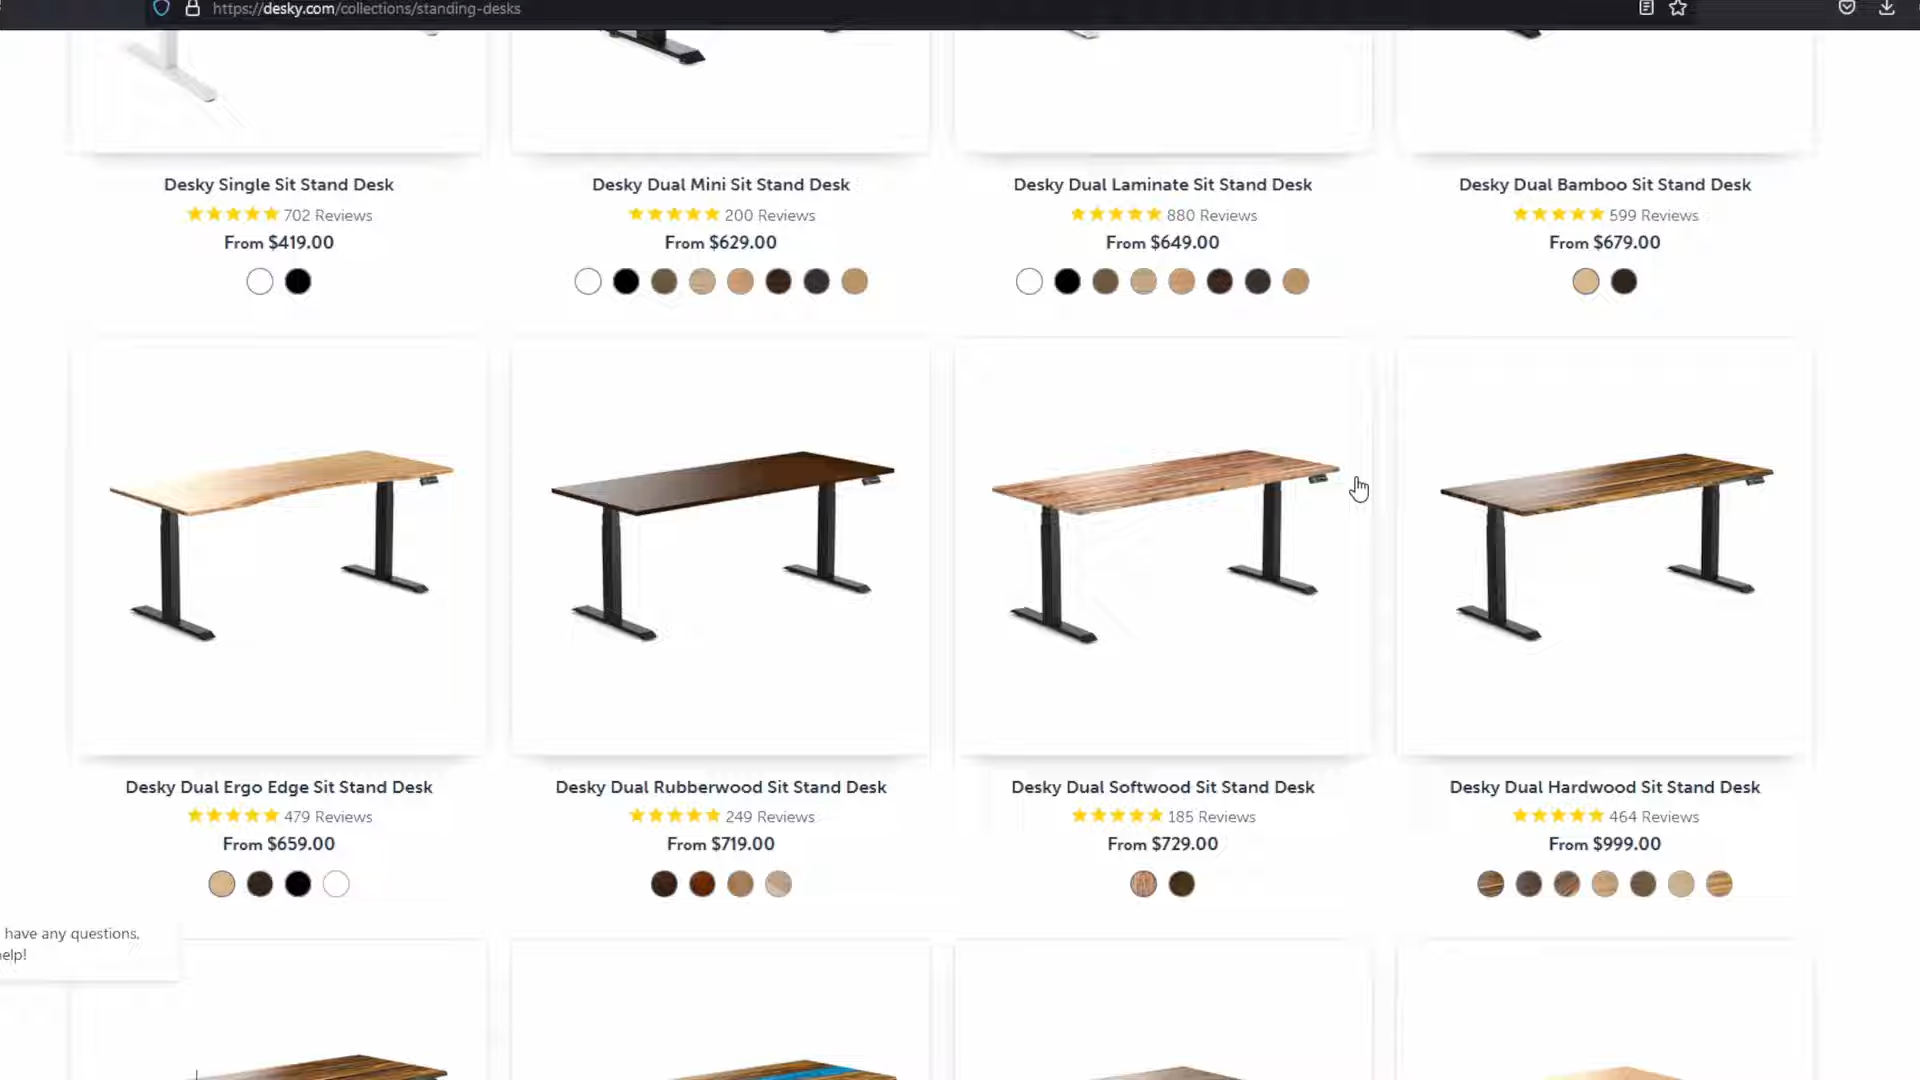 https://desky.com/collections/standing-desks
Desky Single Sit Stand Desk
702 Reviews
From $419.00
Desky Dual Mini Sit Stand Desk
200 Reviews
From $629.00
Desky Dual Laminate Sit Stand Desk
880 Reviews
From $649.00
Desky Dual Bamboo Sit Stand Desk
599 Reviews
From $679.00
Desky Dual Ergo Edge Sit Stand Desk
479 Reviews
From $659.00
Desky Dual Rubberwood Sit Stand Desk
249 Reviews
From $719.00
Desky Dual Softwood Sit Stand Desk
185 Reviews
From $729.00
Desky Dual Hardwood Sit Stand Desk
464 Reviews
From $999.00
have any questions,
help!